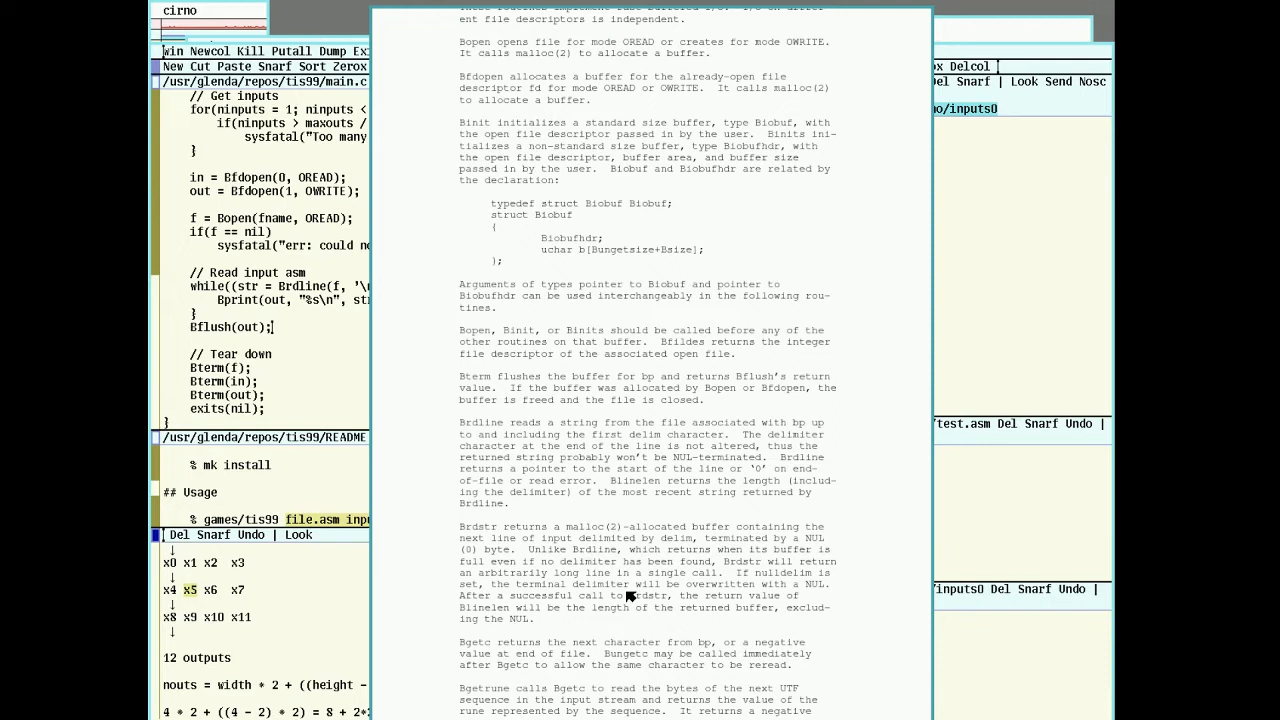 cirno
Win Newcol Kill Putall Dump Ex
New Cut Paste Snarf Sort Zerox
/usr/glenda/repos/tis99/main.c
// Get inputs
for(ninputs = 1; ninputs <
if(ninputs > maxouts /
sysfatal("Too many
}
in = Bfdopen(0, OREAD);
out = Bfdopen(1, OWRITE);
f = Bopen(fname, OREAD);
if(f == nil)
sysfatal("err: could n
// Read input asm
while((str = Brdline(f, '\n
Bprint(out, "%s\n", str
}
Bflush(out);
// Tear down
Bterm(f);
Bterm(in);
Bterm(out);
exits(nil);
}
/usr/glenda/repos/tis99/README
% mk install
## Usage
% games/tis99 file.asm inpu
Del Snarf Undo | Look
↓
x0 x1 x2 x3
↓
x4 x5 x6 x7
↓
x8 x9 x10 x11
↓
12 outputs
nouts = width * 2 + ((height -
4 * 2 + ((4 - 2) * 2) = 8 + 2*
ent file descriptors is independent.
Bopen opens file for mode OREAD or creates for mode OWRITE.
It calls malloc(2) to allocate a buffer.
Bfdopen allocates a buffer for the already-open file
descriptor fd for mode OREAD or OWRITE. It calls malloc(2)
to allocate a buffer.
Binit initializes a standard size buffer, type Biobuf, with
the open file descriptor passed in by the user. Binits ini-
tializes a non-standard size buffer, type Biobufhdr, with
the open file descriptor, buffer area, and buffer size
passed in by the user. Biobuf and Biobufhdr are related by
the declaration:
typedef struct Biobuf Biobuf;
struct Biobuf
{
Biobufhdr;
uchar b[Bungetsize+Bsize];
};
Arguments of types pointer to Biobuf and pointer to
Biobufhdr can be used interchangeably in the following rou-
tines.
Bopen, Binit, or Binits should be called before any of the
other routines on that buffer. Bfildes returns the integer
file descriptor of the associated open file.
Bterm flushes the buffer for bp and returns Bflush's return
value. If the buffer was allocated by Bopen or Bfdopen, the
buffer is freed and the file is closed.
Brdline reads a string from the file associated with bp up
to and including the first delim character. The delimiter
character at the end of the line is not altered, thus the
returned string probably won't be NUL-terminated. Brdline
returns a pointer to the start of the line or ‘0’ on end-
of-file or read error. Blinelen returns the length (includ-
ing the delimiter) of the most recent string returned by
Brdline.
Brdstr returns a malloc(2)-allocated buffer containing the
next line of input delimited by delim, terminated by a NUL
(0) byte. Unlike Brdline, which returns when its buffer is
full even if no delimiter has been found, Brdstr will return
an arbitrarily long line in a single call. If nulldelim is
set, the terminal delimiter will be overwritten with a NUL.
After a successful call to Brdstr, the return value of
Blinelen will be the length of the returned buffer, exclud-
ing the NUL.
Bgetc returns the next character from bp, or a negative
value at end of file. Bungetc may be called immediately
after Bgetc to allow the same character to be reread.
Bgetrune calls Bgetc to read the bytes of the next UTF
sequence in the input stream and returns the value of the
rune represented by the sequence. It returns a negative
ox Delcol
Del Snarf | Look Send Nosc
no/inputs0
/test.asm Del Snarf Undo |
/inputs0 Del Snarf Undo |